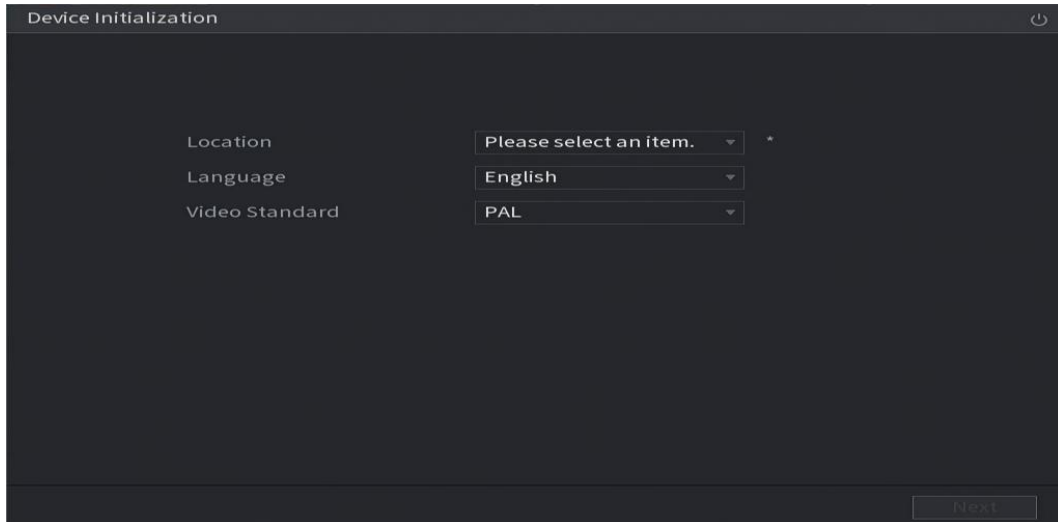 Device Initialization
Location Please select an item. *
Language English
Video Standard PAL
Next